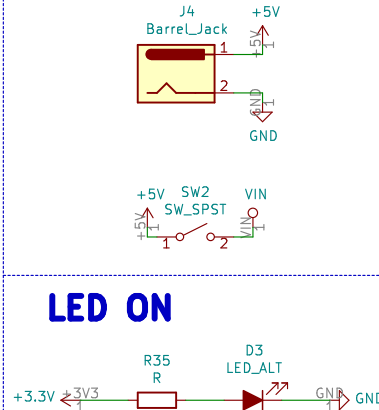 J4
Barrel_Jack
+5V
+5V
1
1
2
GND
1
GND
+5V
SW2
SW_SPST
VIN
+5V
1
1
2
VIN
1
LED ON
R35
R
D3
LED_ALT
+3.3V
+3V3
1
GND
1
GND